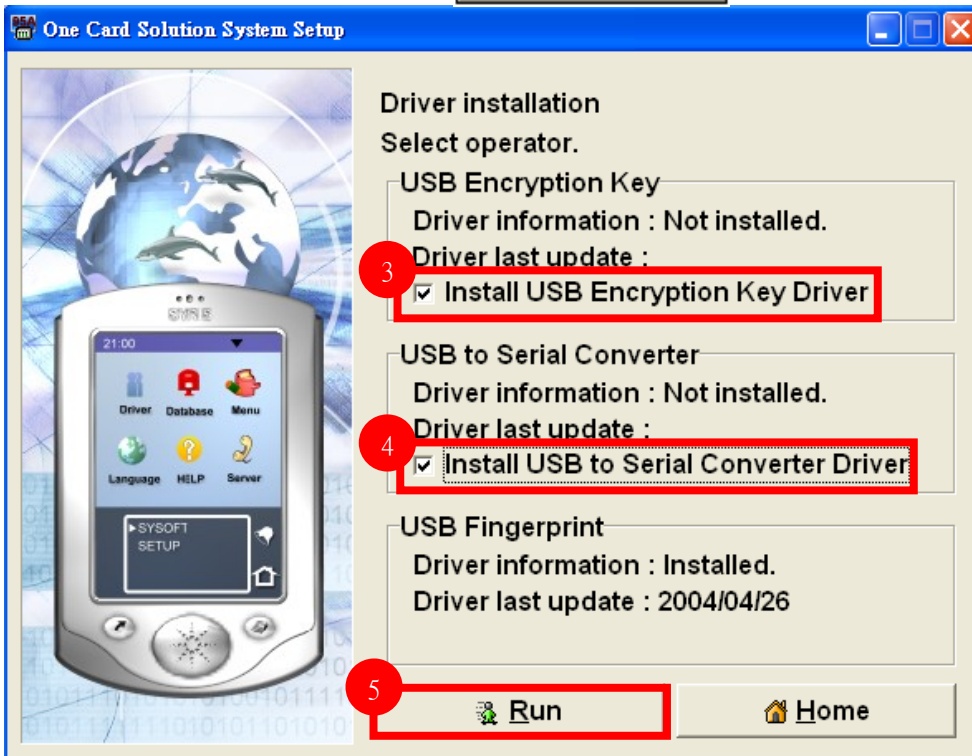 One Card Solution System Setup
Driver installation
Select operator.
USB Encryption Key
Driver information : Not installed.
Driver last update :
3
Install USB Encryption Key Driver
USB to Serial Converter
Driver information : Not installed.
Driver last update :
4
Install USB to Serial Converter Driver
USB Fingerprint
Driver information : Installed.
Driver last update : 2004/04/26
5
Run
Home
21:00
Driver Database Menu
Language HELP Server
SYSOFT
SETUP